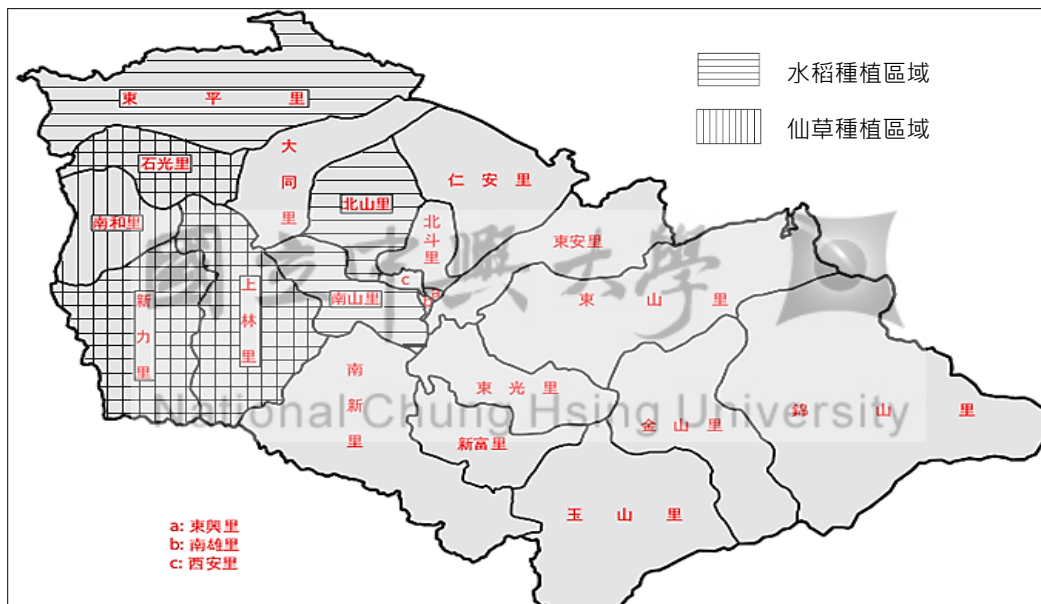 水稻種植區域
仙草種植區域
東平里
石光里
大同里
仁安里
北山里
南和里
北斗里
東安里
c
新力里
上林里
南山里
東山里
b
南新里
東光里
錦山里
金山里
新富里
玉山里
國立中興大學
National Chung Hsing University
a: 東興里
b: 南雄里
c: 西安里